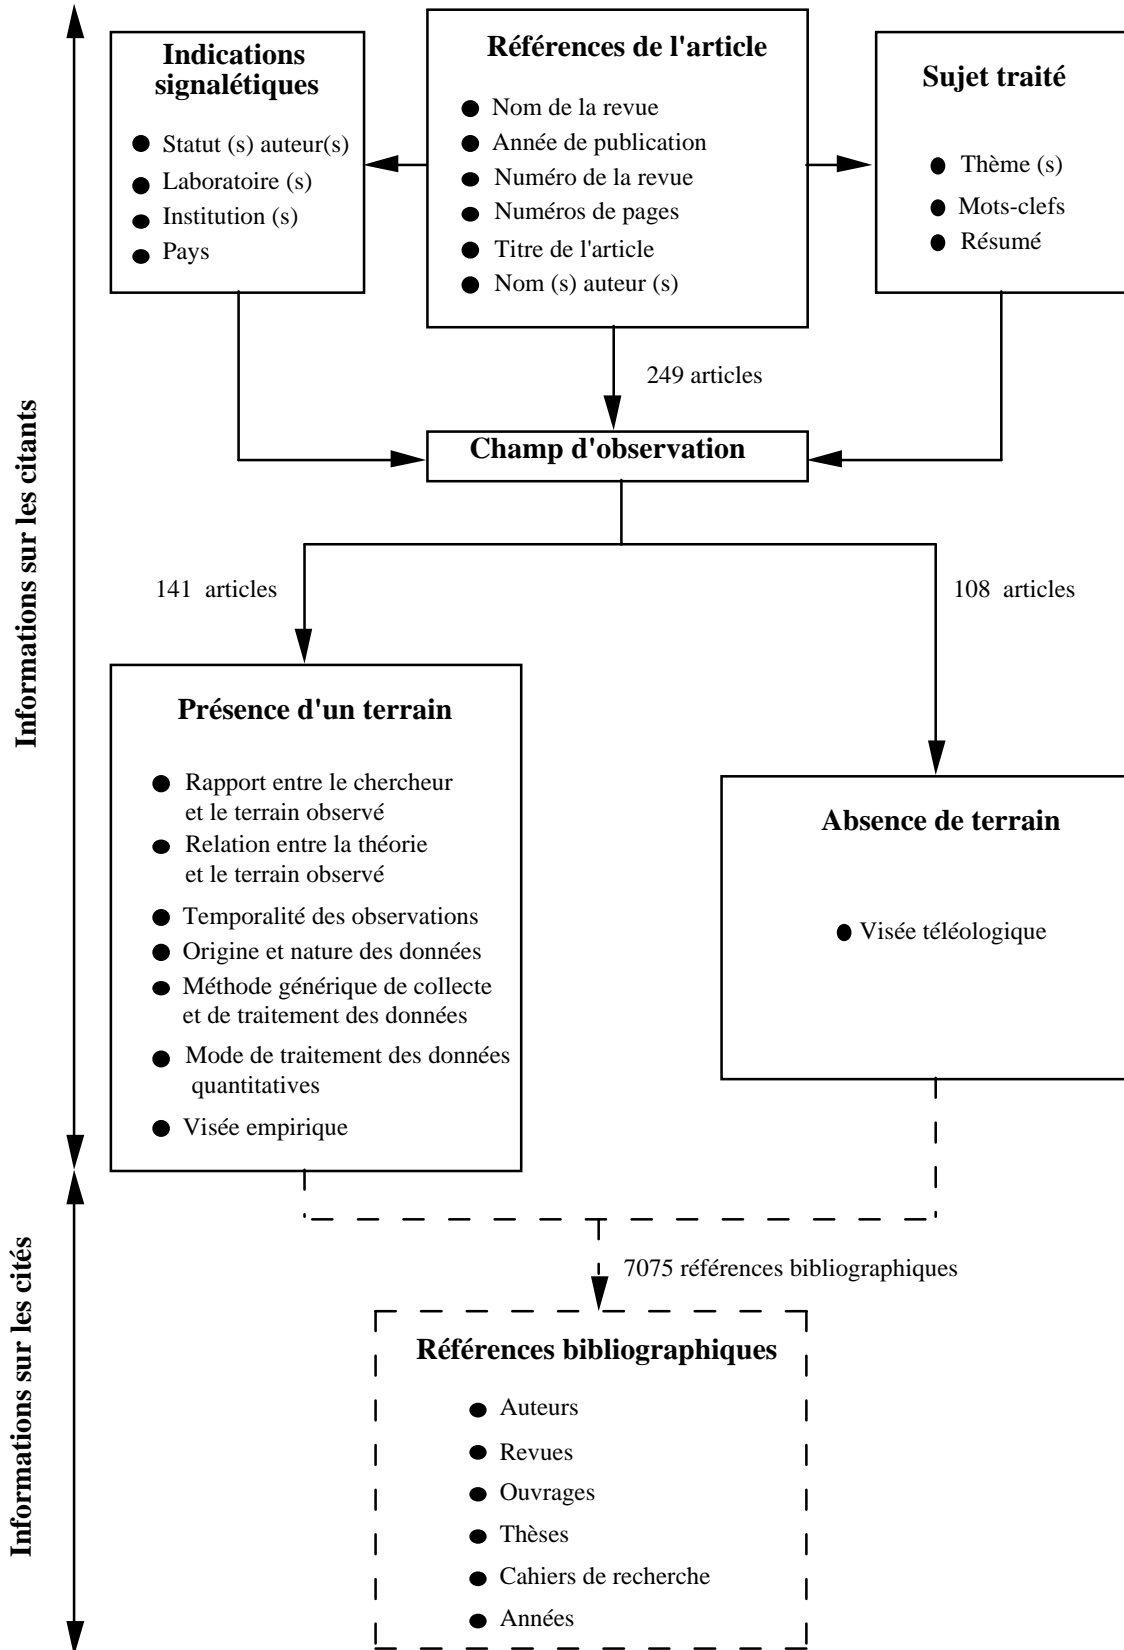 Indications
signalétiques
Statut (s) auteur(s)
Laboratoire (s)
Institution (s)
Pays
Références de l'article
Nom de la revue
Année de publication
Numéro de la revue
Numéros de pages
Titre de l'article
Nom (s) auteur (s)
Sujet traité
Thème (s)
Mots-clefs
Résumé
249 articles
Champ d'observation
Informations sur les citants
141 articles
108 articles
Présence d'un terrain
Rapport entre le chercheur
et le terrain observé
Relation entre la théorie
et le terrain observé
Temporalité des observations
Origine et nature des données
Méthode générique de collecte
et de traitement des données
Mode de traitement des données
quantitatives
Visée empirique
Absence de terrain
Visée téléologique
Informations sur les cités
7075 références bibliographiques
Références bibliographiques
Auteurs
Revues
Ouvrages
Thèses
Cahiers de recherche
Années